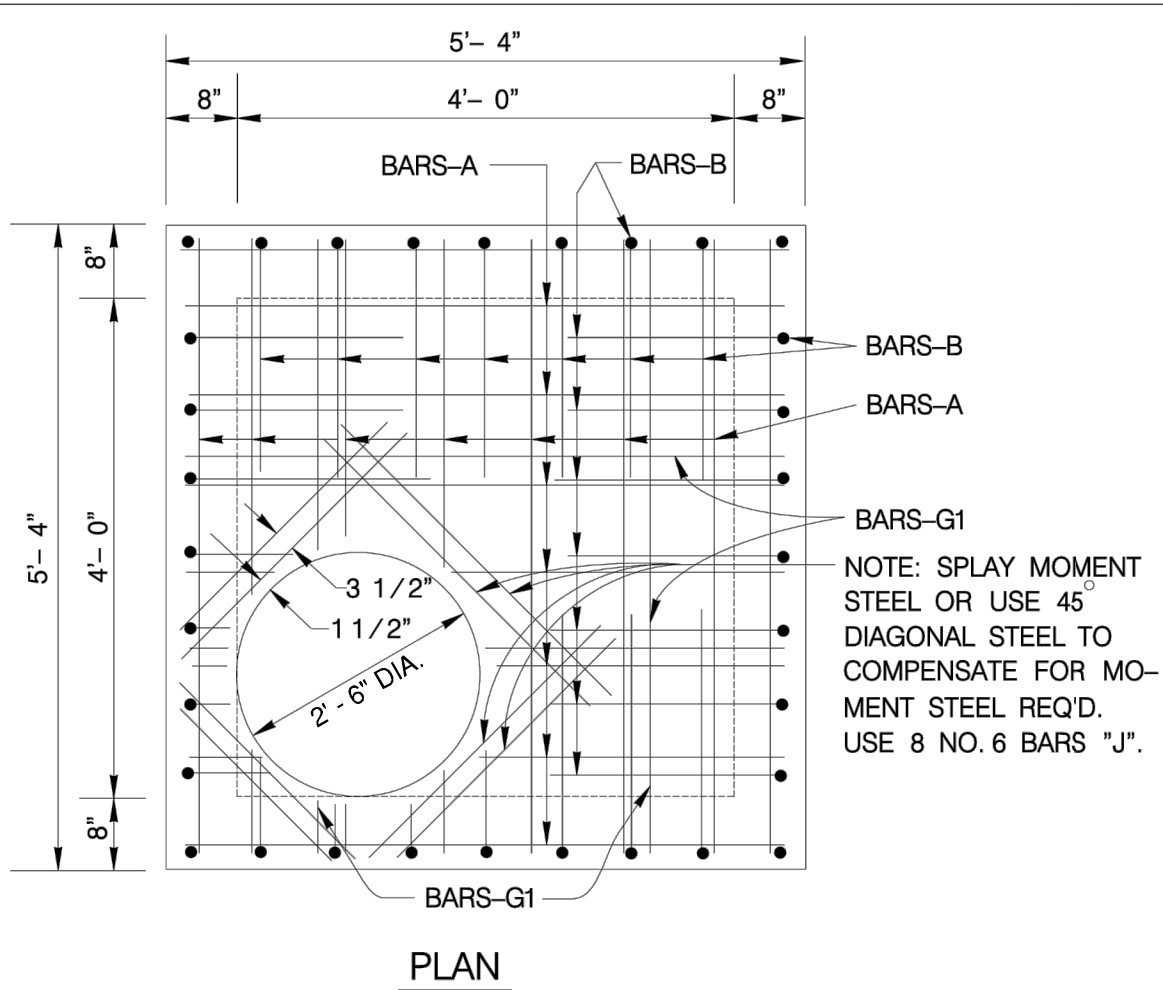 5'– 4"
8" 4'– 0" 8"
BARS–A BARS–B
8"
BARS–B
BARS–A
5'– 4"
4'– 0"
BARS–G1
3 1/2"
1 1/2"
2' - 6" DIA.
NOTE: SPLAY MOMENT
STEEL OR USE 45°
DIAGONAL STEEL TO
COMPENSATE FOR MO–
MENT STEEL REQ'D.
USE 8 NO. 6 BARS "J".
8"
BARS–G1
PLAN